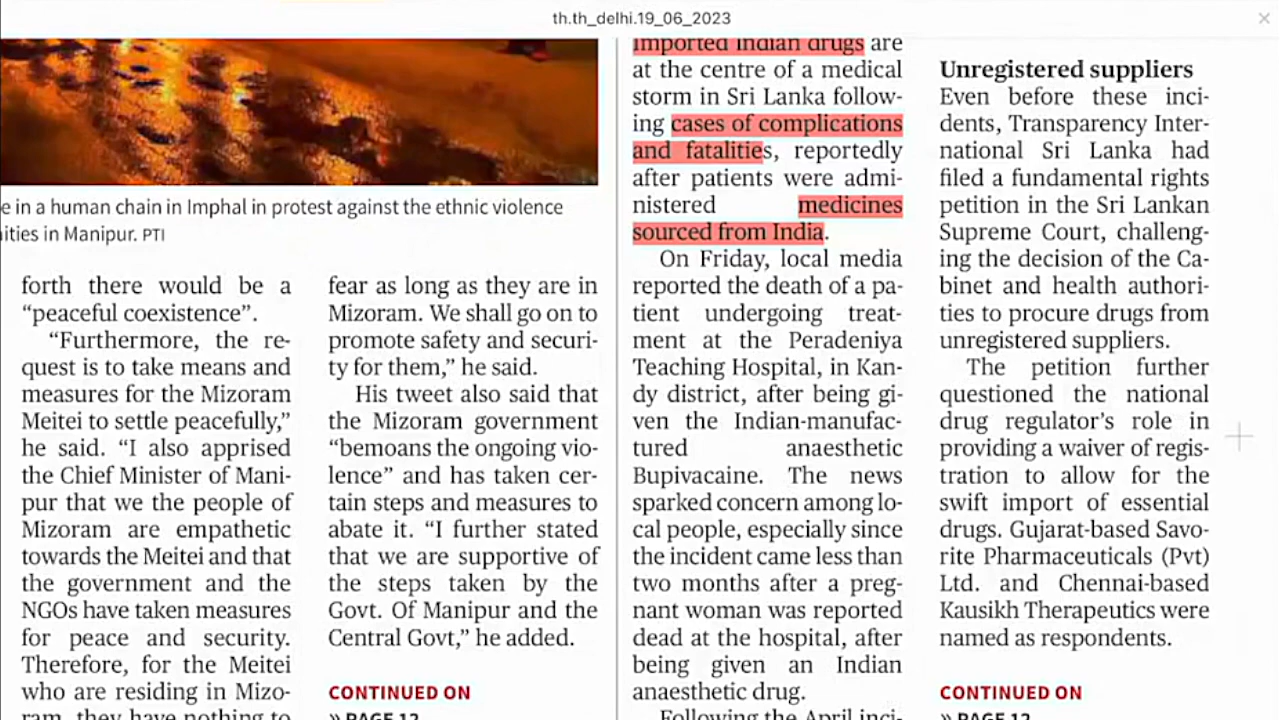 th.th_delhi.19_06_2023
e in a human chain in Imphal in protest against the ethnic violence
ities in Manipur. PTI
forth there would be a
“peaceful coexistence”.
“Furthermore, the re-
quest is to take means and
measures for the Mizoram
Meitei to settle peacefully,”
he said. “I also apprised
the Chief Minister of Mani-
pur that we the people of
Mizoram are empathetic
towards the Meitei and that
the government and the
NGOs have taken measures
for peace and security.
Therefore, for the Meitei
who are residing in Mizo-
ram, they have nothing to
fear as long as they are in
Mizoram. We shall go on to
promote safety and securi-
ty for them,” he said.
His tweet also said that
the Mizoram government
“bemoans the ongoing vio-
lence” and has taken cer-
tain steps and measures to
abate it. “I further stated
that we are supportive of
the steps taken by the
Govt. Of Manipur and the
Central Govt,” he added.
CONTINUED ON
» PAGE 12
Imported Indian drugs are
at the centre of a medical
storm in Sri Lanka follow-
ing cases of complications
and fatalities, reportedly
after patients were admi-
nistered medicines
sourced from India.
On Friday, local media
reported the death of a pa-
tient undergoing treat-
ment at the Peradeniya
Teaching Hospital, in Kan-
dy district, after being gi-
ven the Indian-manufac-
tured anaesthetic
Bupivacaine. The news
sparked concern among lo-
cal people, especially since
the incident came less than
two months after a preg-
nant woman was reported
dead at the hospital, after
being given an Indian
anaesthetic drug.
Following the April inci-
Unregistered suppliers
Even before these inci-
dents, Transparency Inter-
national Sri Lanka had
filed a fundamental rights
petition in the Sri Lankan
Supreme Court, challeng-
ing the decision of the Ca-
binet and health authori-
ties to procure drugs from
unregistered suppliers.
The petition further
questioned the national
drug regulator’s role in
providing a waiver of regis-
tration to allow for the
swift import of essential
drugs. Gujarat-based Savo-
rite Pharmaceuticals (Pvt)
Ltd. and Chennai-based
Kausikh Therapeutics were
named as respondents.
CONTINUED ON
» PAGE 12